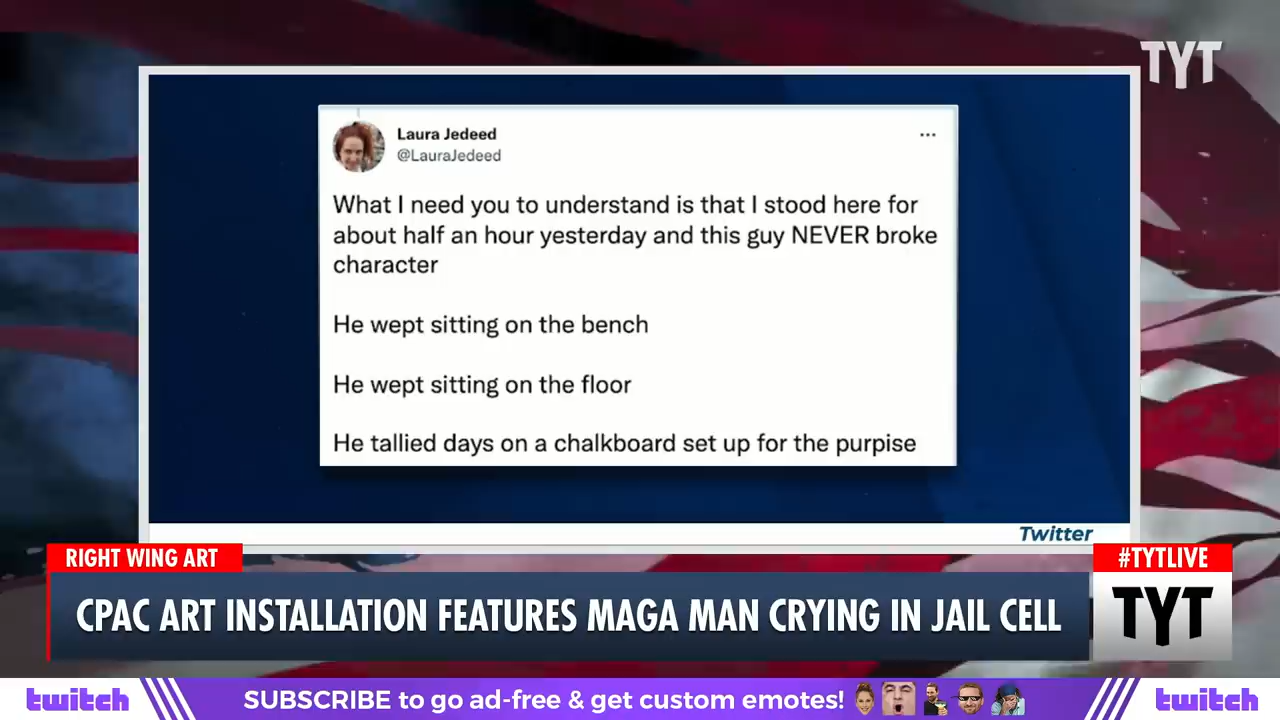 TYT
Laura Jedeed
@LauraJedeed
What I need you to understand is that I stood here for
about half an hour yesterday and this guy NEVER broke
character
He wept sitting on the bench
He wept sitting on the floor
He tallied days on a chalkboard set up for the purpise
Twitter
RIGHT WING ART
#TYTLIVE
CPAC ART INSTALLATION FEATURES MAGA MAN CRYING IN JAIL CELL
TYT
twitch
SUBSCRIBE to go ad-free & get custom emotes!
twitch